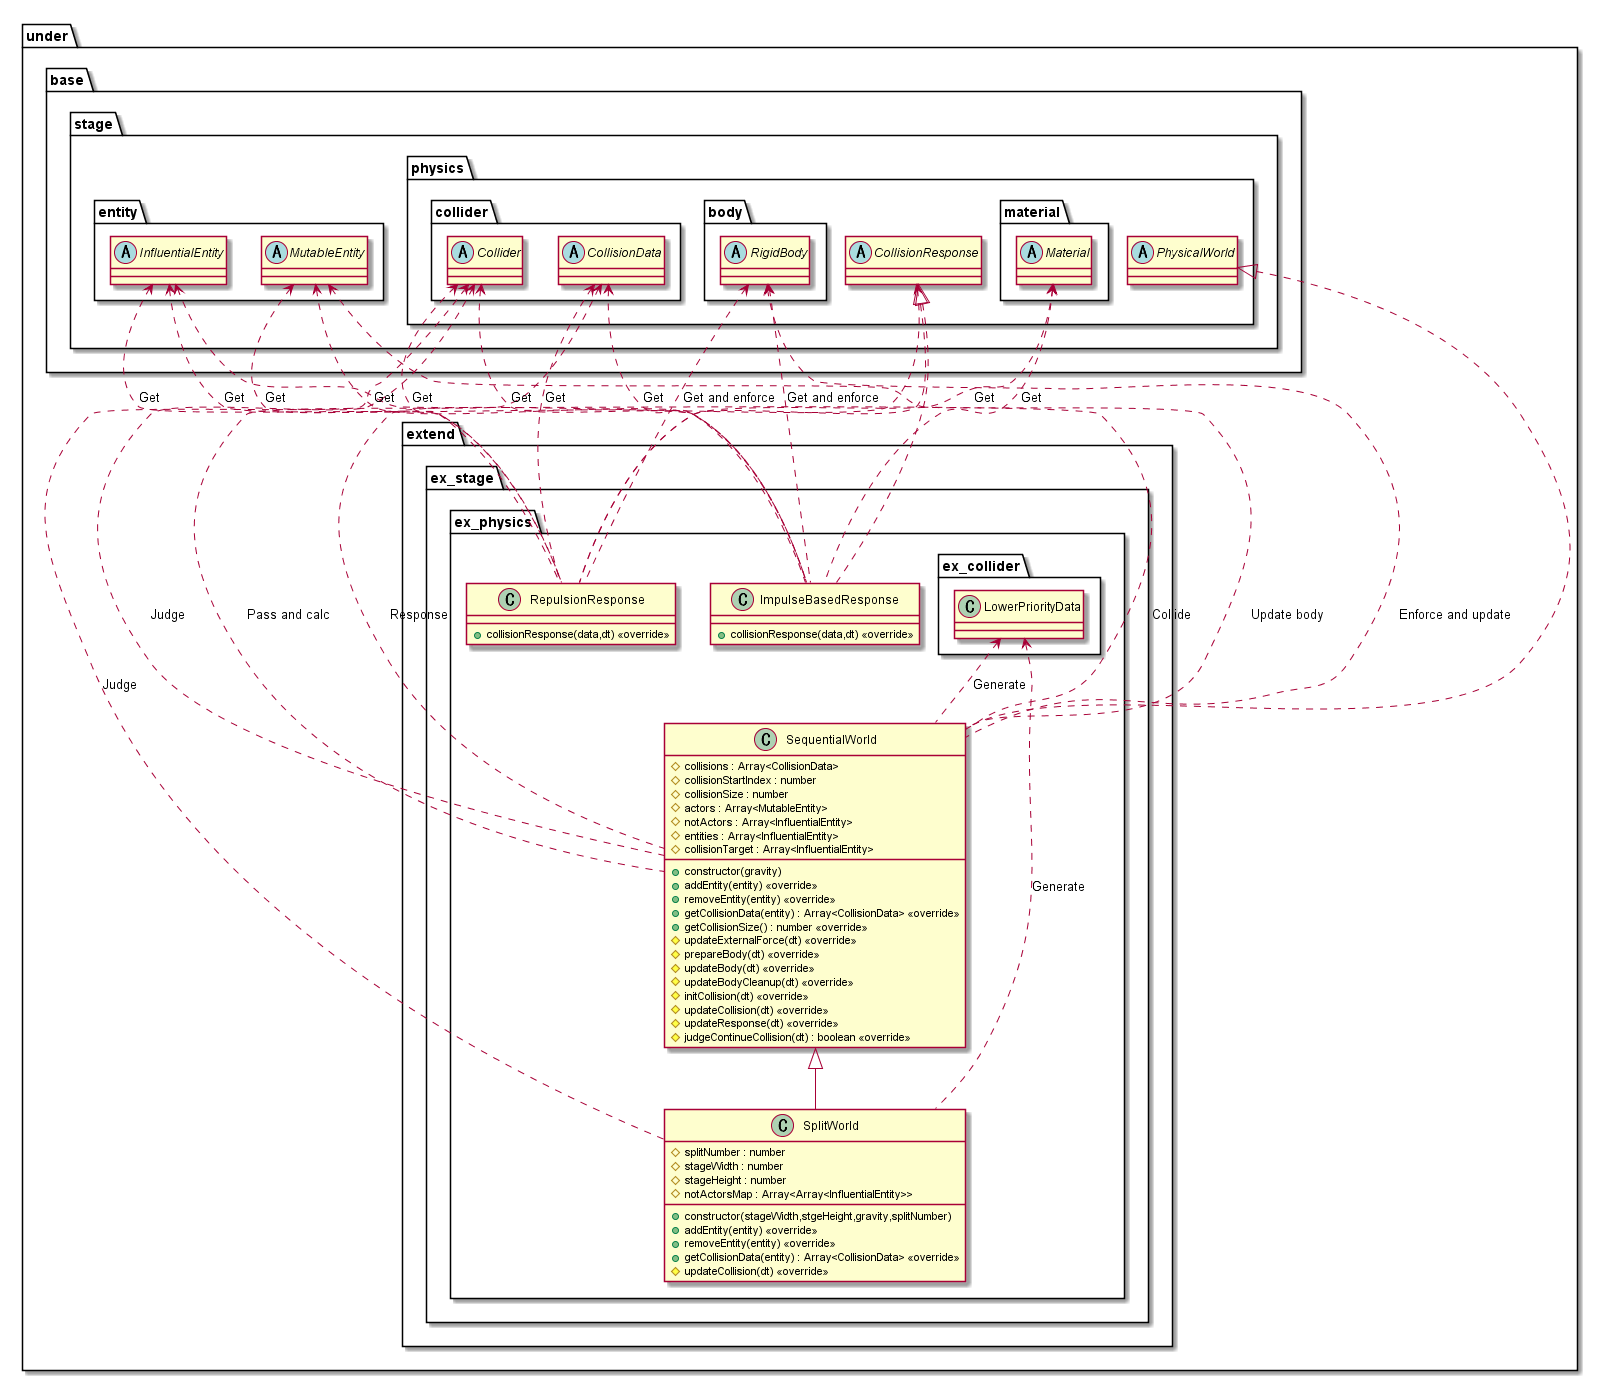 under
base
stage
physics
entity
collider
body
material
A InfluentialEntity
A MutableEntity
A Collider
A CollisionData
A RigidBody
A CollisionResponse
A Material
A PhysicalWorld
Get
Get
Get
Get
Get
Get
Get
Get
Get and enforce
Get and enforce
Get
Get
extend
ex_stage
ex_physics
ex_collider
C RepulsionResponse
collisionResponse(data,dt) «override»
C ImpulseBasedResponse
collisionResponse(data,dt) «override»
C LowerPriorityData
Judge
Pass and calc
Response
Collide
Update body
Enforce and update
Judge
Generate
C SequentialWorld
collisions : Array<CollisionData>
collisionStartIndex : number
collisionSize : number
actors : Array<MutableEntity>
notActors : Array<InfluentialEntity>
entities : Array<InfluentialEntity>
collisionTarget : Array<InfluentialEntity>
constructor(gravity)
addEntity(entity) «override»
removeEntity(entity) «override»
getCollisionData(entity) : Array<CollisionData> «override»
getCollisionSize() : number «override»
updateExternalForce(dt) «override»
prepareBody(dt) «override»
updateBody(dt) «override»
updateBodyCleanup(dt) «override»
initCollision(dt) «override»
updateCollision(dt) «override»
updateResponse(dt) «override»
judgeContinueCollision(dt) : boolean «override»
Generate
C SplitWorld
splitNumber : number
stageWidth : number
stageHeight : number
notActorsMap : Array<Array<InfluentialEntity>>
constructor(stageWidth,stgeHeight,gravity,splitNumber)
addEntity(entity) «override»
removeEntity(entity) «override»
getCollisionData(entity) : Array<CollisionData> «override»
updateCollision(dt) «override»